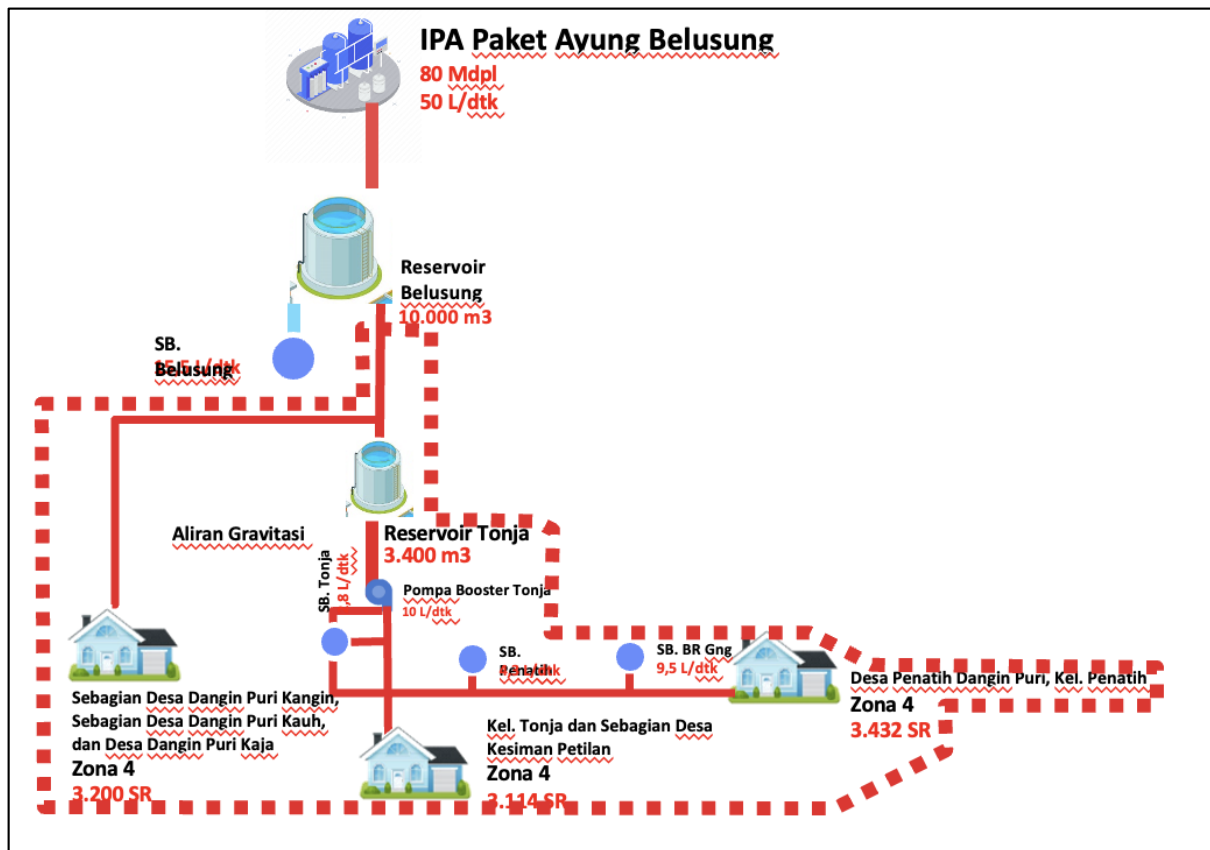 IPA Paket Ayung Belusung
80 Mdpl
50 L/dtk
Reservoir
Belusung
10.000 m3
SB.
Belusung
Aliran Gravitasi
Reservoir Tonja
3.400 m3
SB. Tonja
,8 L/dtk
Pompa Booster Tonja
10 L/dtk
SB.
Penatih
SB. BR Gng
9,5 L/dtk
Desa Penatih Dangin Puri, Kel. Penatih
Zona 4
3.432 SR
Sebagian Desa Dangin Puri Kangin,
Sebagian Desa Dangin Puri Kauh,
dan Desa Dangin Puri Kaja
Zona 4
3.200 SR
Kel. Tonja dan Sebagian Desa
Kesiman Petilan
Zona 4
3.114 SR